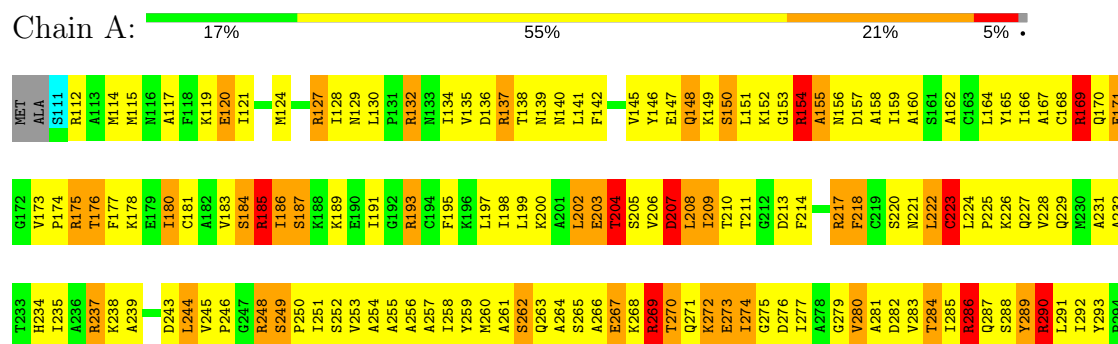 Chain A:
17% 55% 21% 5% •
MET ALA S111 R112 A113 M114 M115 N116 A117 F118 K119 E120 I121 M124 R127 I128 N129 L130 P131 R132 N133 I134 V135 D136 R137 T138 N139 N140 L141 F142 V145 Y146 E147 Q148 K149 S150 L151 K152 G153 R154 A155 N156 D157 A158 I159 A160 S161 A162 C163 L164 Y165 I166 A167 C168 R169 Q170 E171
G172 V173 P174 R175 T176 F177 K178 E179 I180 C181 A182 V183 S184 R185 I186 S187 K188 K189 E190 I191 G192 R193 C194 F195 K196 L197 I198 L199 K200 A201 L202 E203 T204 S205 V206 D207 L208 I209 T210 T211 G212 D213 F214 R217 F218 C219 S220 N221 L222 C223 L224 P225 K226 Q227 V228 Q229 M230 A231 A232
T233 H234 I235 A236 R237 K238 A239 D243 L244 V245 P246 G247 R248 S249 P250 I251 S252 V253 A254 A255 A256 A257 I258 Y259 M260 A261 S262 Q263 A264 S265 A266 E267 K268 R269 T270 Q271 K272 E273 I274 G275 D276 I277 A278 G279 V280 A281 D282 V283 T284 I285 R286 Q287 S288 Y289 R290 L291 I292 Y293 P294